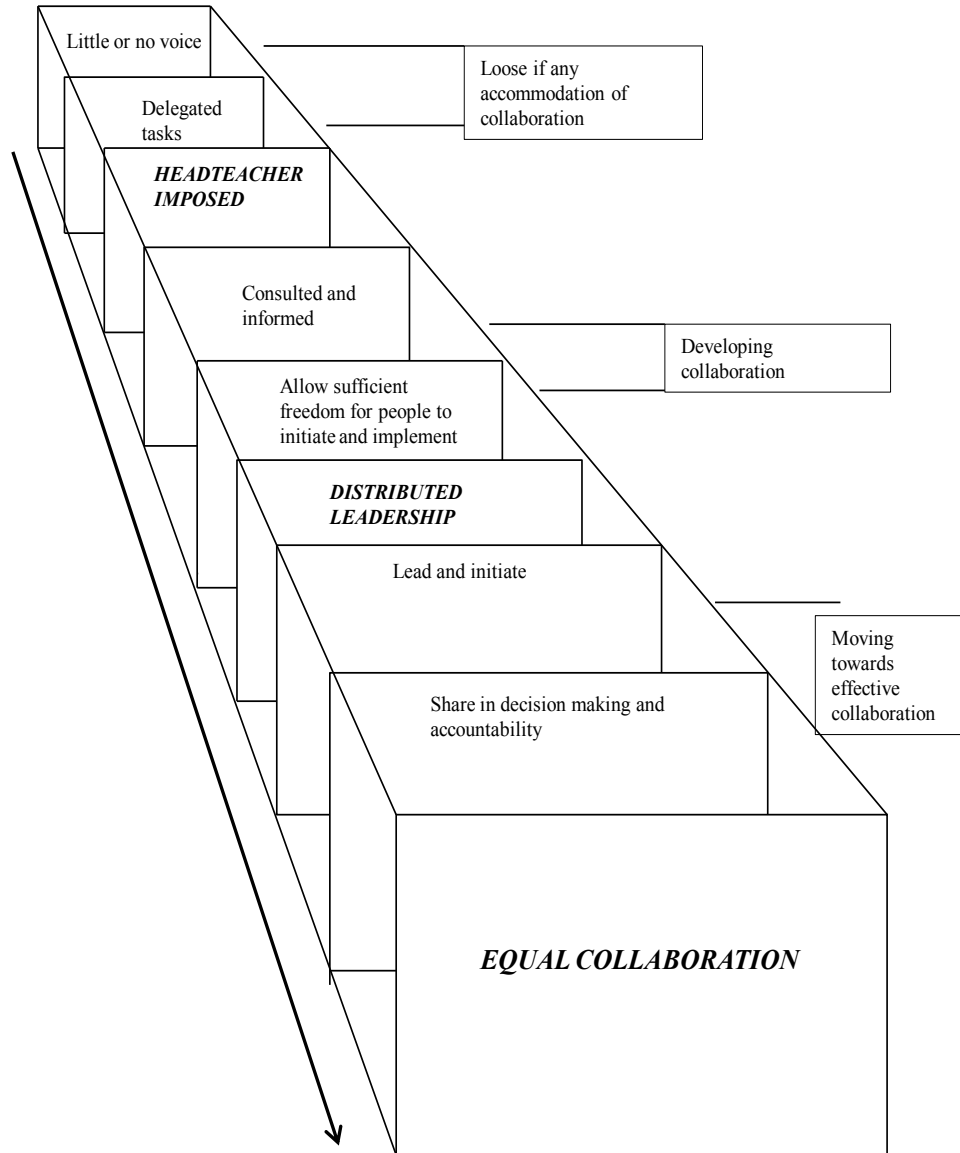 Little or no voice
Loose if any
accommodation of
collaboration
Delegated
tasks
HEADTEACHER
IMPOSED
Consulted and
informed
Developing
collaboration
Allow sufficient
freedom for people to
initiate and implement
DISTRIBUTED
LEADERSHIP
Lead and initiate
Moving
towards
effective
collaboration
Share in decision making and
accountability
EQUAL COLLABORATION